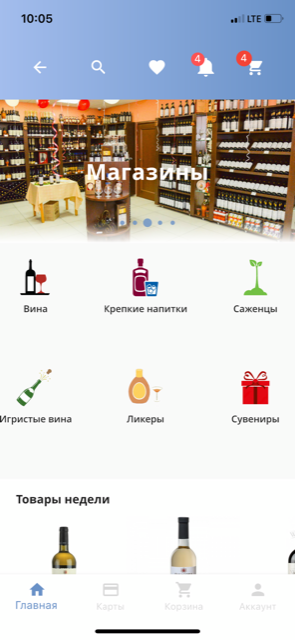 10:05
LTE
4
4
Магазины
Вина
Крепкие напитки
Саженцы
Игристые вина
Ликеры
Сувениры
Товары недели
Главная
Карты
Корзина
Аккаунт